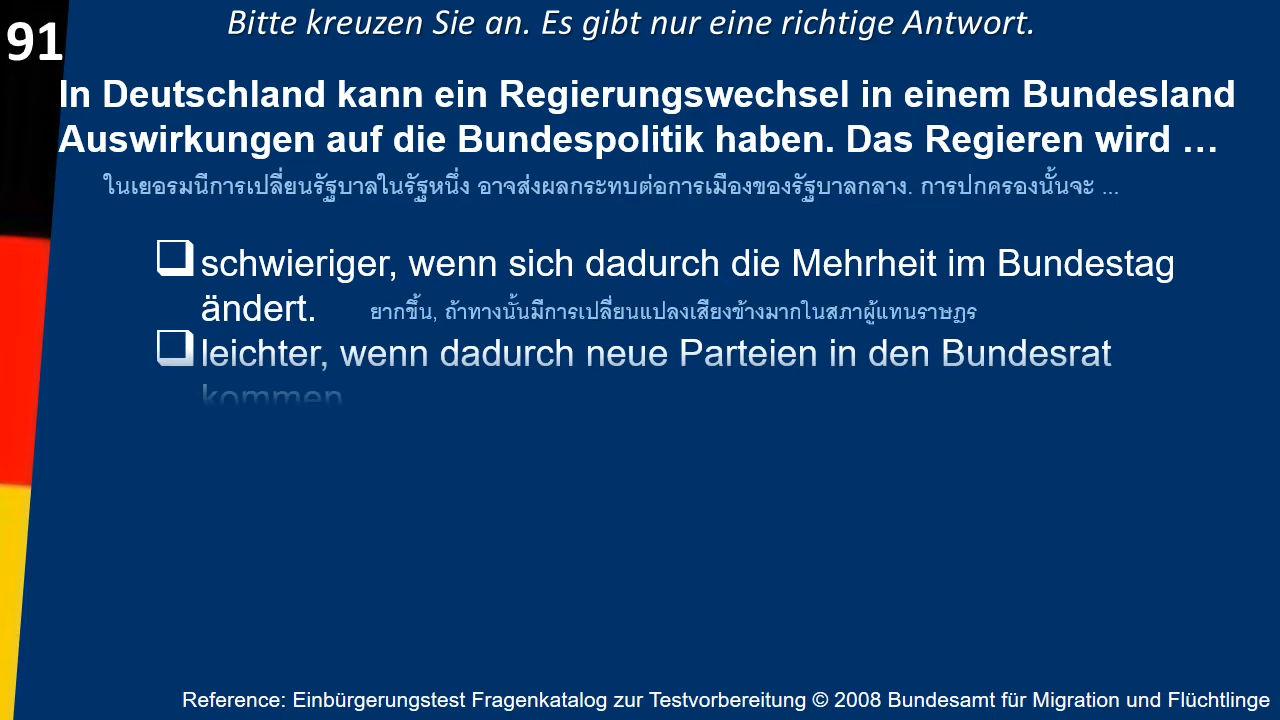 91
Bitte kreuzen Sie an. Es gibt nur eine richtige Antwort.
In Deutschland kann ein Regierungswechsel in einem Bundesland
Auswirkungen auf die Bundespolitik haben. Das Regieren wird …
ในเยอรมนีการเปลี่ยนรัฐบาลในรัฐหนึ่ง อาจส่งผลกระทบต่อการเมืองของรัฐบาลกลาง. การปกครองนั้นจะ ...
schwieriger, wenn sich dadurch die Mehrheit im Bundestag
ändert. ยากขึ้น, ถ้าทางนั้นมีการเปลี่ยนแปลงเสียงข้างมากในสภาผู้แทนราษฎร
leichter, wenn dadurch neue Parteien in den Bundesrat
kommen
Reference: Einbürgerungstest Fragenkatalog zur Testvorbereitung © 2008 Bundesamt für Migration und Flüchtlinge